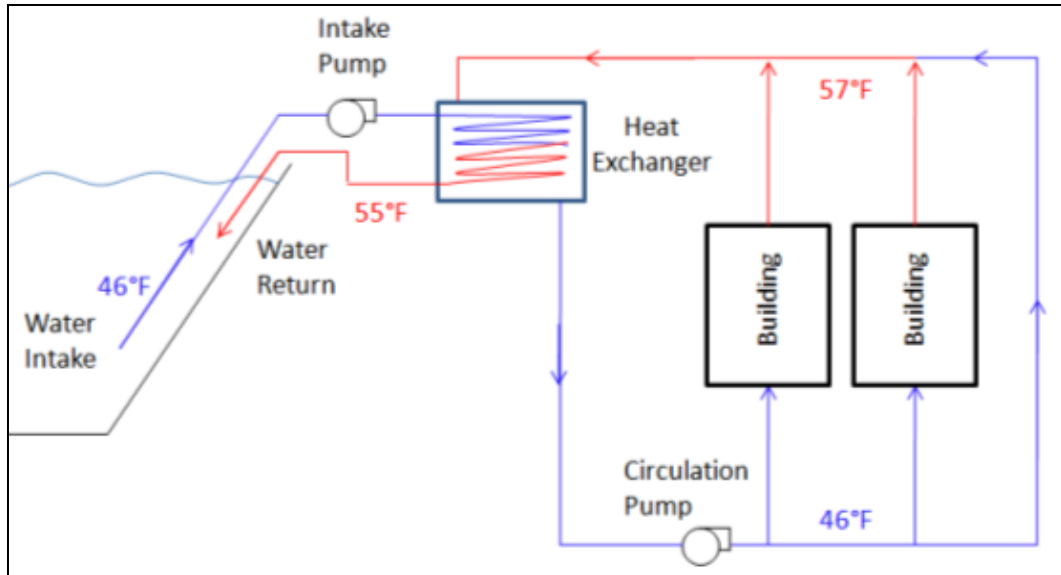 Intake
Pump
57°F
Heat
Exchanger
55°F
Water
Return
46°F
Water
Intake
Building
Building
Circulation
Pump
46°F